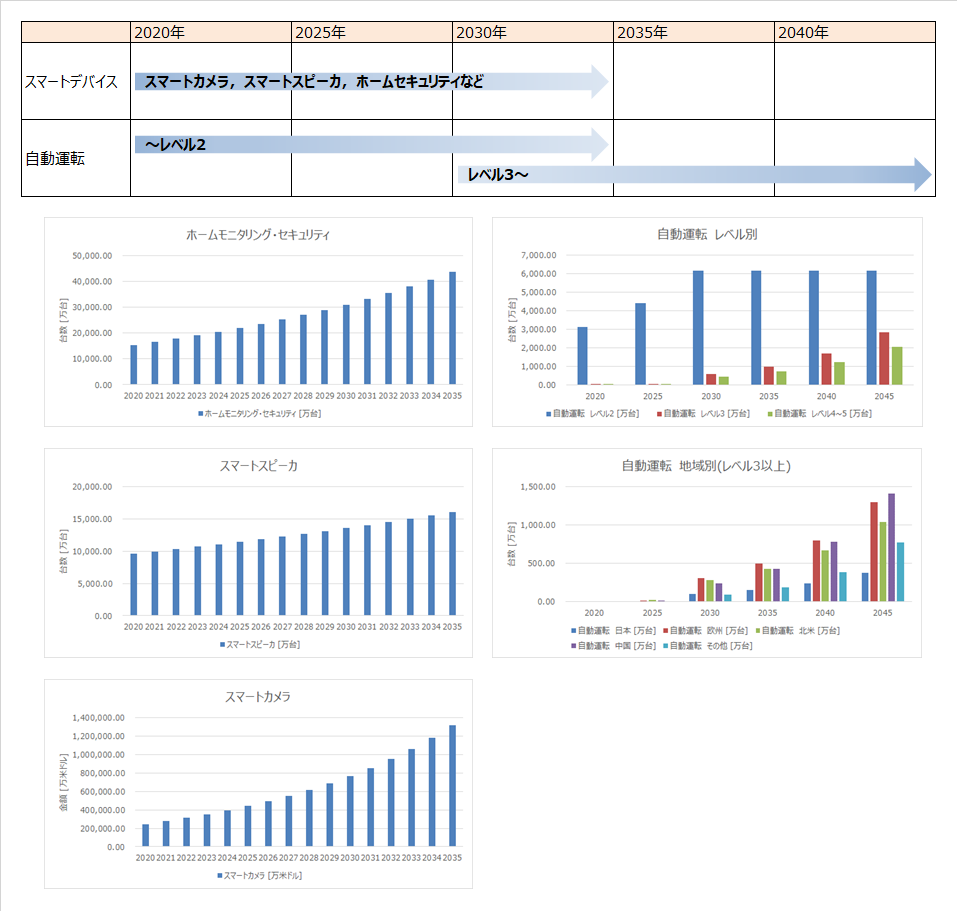 2020年 2025年 2030年 2035年 2040年
スマートデバイス
スマートカメラ，スマートスピーカ，ホームセキュリティなど
自動運転
～レベル2
レベル3～
ホームモニタリング・セキュリティ
50,000.00
40,000.00
30,000.00
20,000.00
10,000.00
0.00
台数 [万台]
2020 2021 2022 2023 2024 2025 2026 2027 2028 2029 2030 2031 2032 2033 2034 2035
ホームモニタリング・セキュリティ [万台]
自動運転 レベル別
7,000.00
6,000.00
5,000.00
4,000.00
3,000.00
2,000.00
1,000.00
0.00
台数 [万台]
2020 2025 2030 2035 2040 2045
自動運転 レベル2 [万台] 自動運転 レベル3 [万台] 自動運転 レベル4~5 [万台]
スマートスピーカ
20,000.00
15,000.00
10,000.00
5,000.00
0.00
台数 [万台]
2020 2021 2022 2023 2024 2025 2026 2027 2028 2029 2030 2031 2032 2033 2034 2035
スマートスピーカ [万台]
自動運転 地域別(レベル3以上)
1,500.00
1,000.00
500.00
0.00
台数 [万台]
2020 2025 2030 2035 2040 2045
自動運転 日本 [万台] 自動運転 欧州 [万台] 自動運転 北米 [万台]
自動運転 中国 [万台] 自動運転 その他 [万台]
スマートカメラ
1,400,000.00
1,200,000.00
1,000,000.00
800,000.00
600,000.00
400,000.00
200,000.00
0.00
金額 [万米ドル]
2020 2021 2022 2023 2024 2025 2026 2027 2028 2029 2030 2031 2032 2033 2034 2035
スマートカメラ [万米ドル]